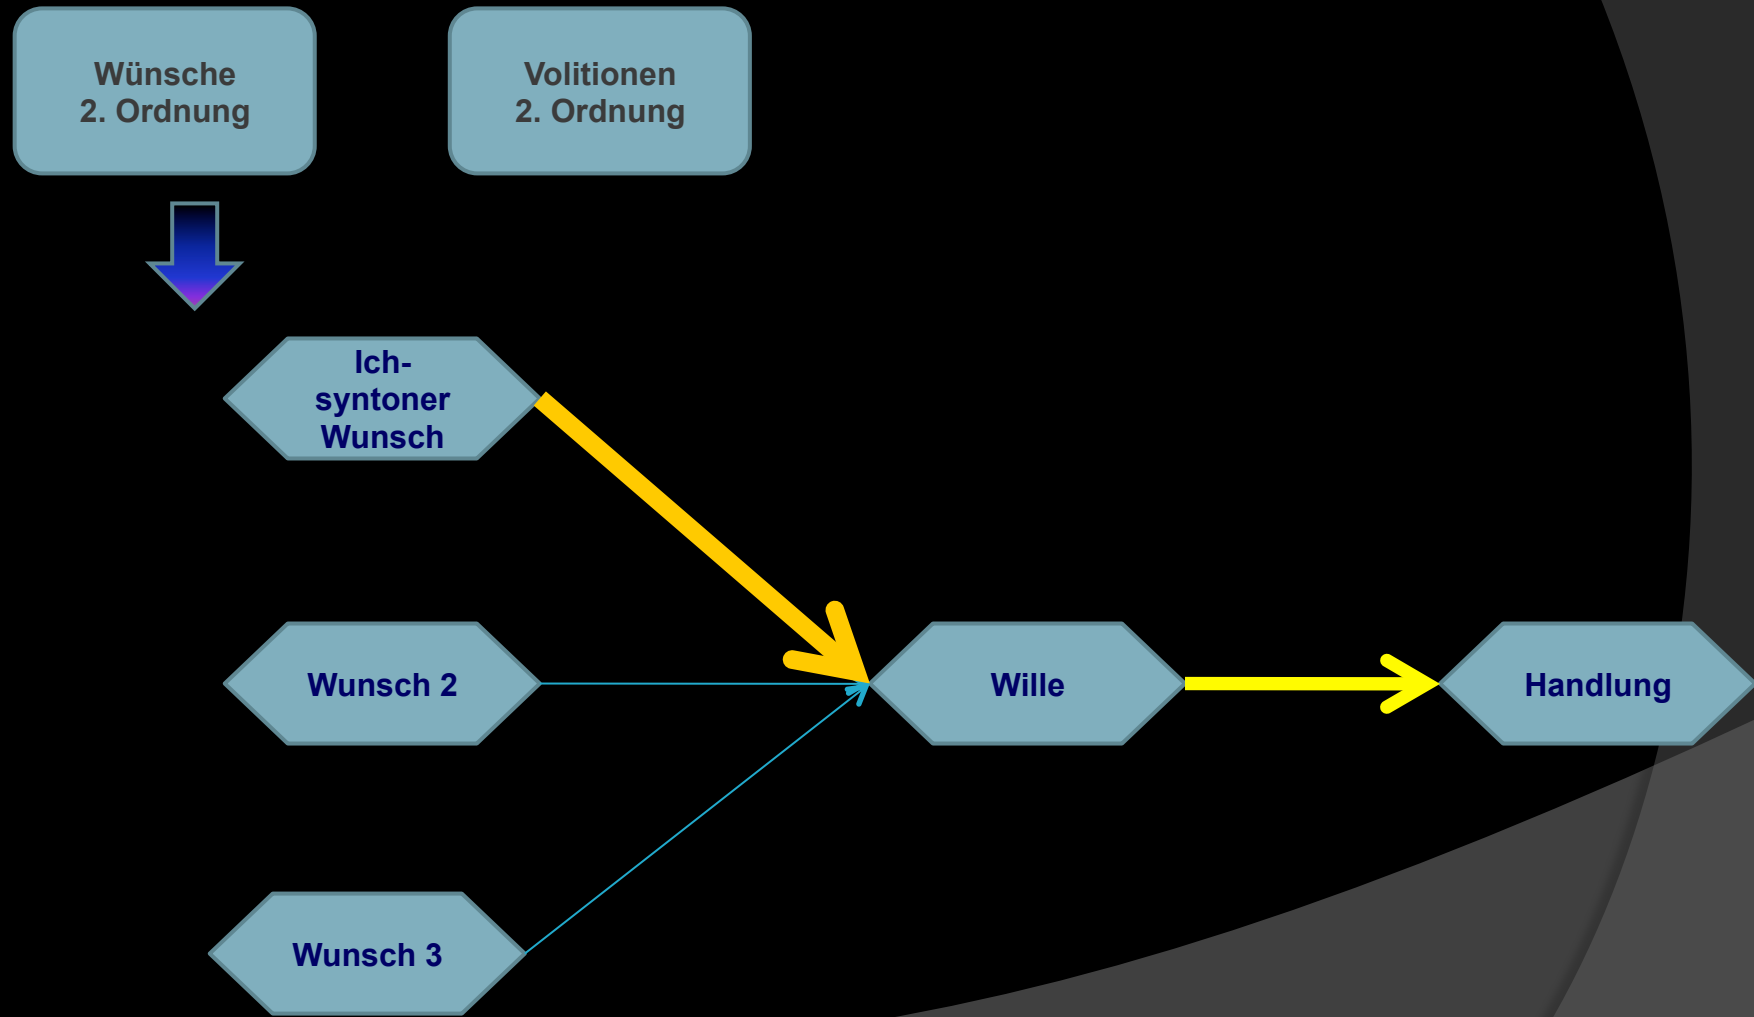 Wünsche
2. Ordnung
Volitionen
2. Ordnung
Ich-
syntoner
Wunsch
Wunsch 2
Wille
Handlung
Wunsch 3